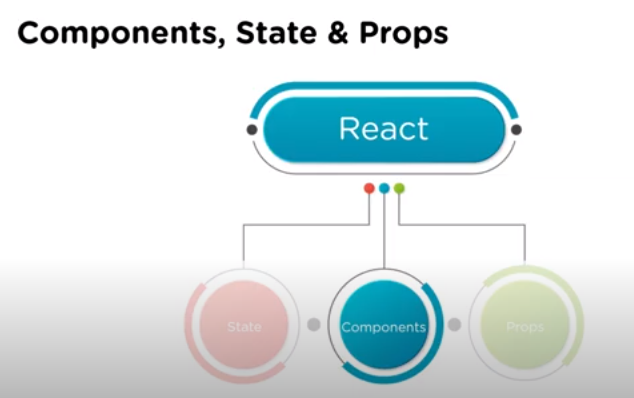 Components, State & Props
React
State
Components
Props